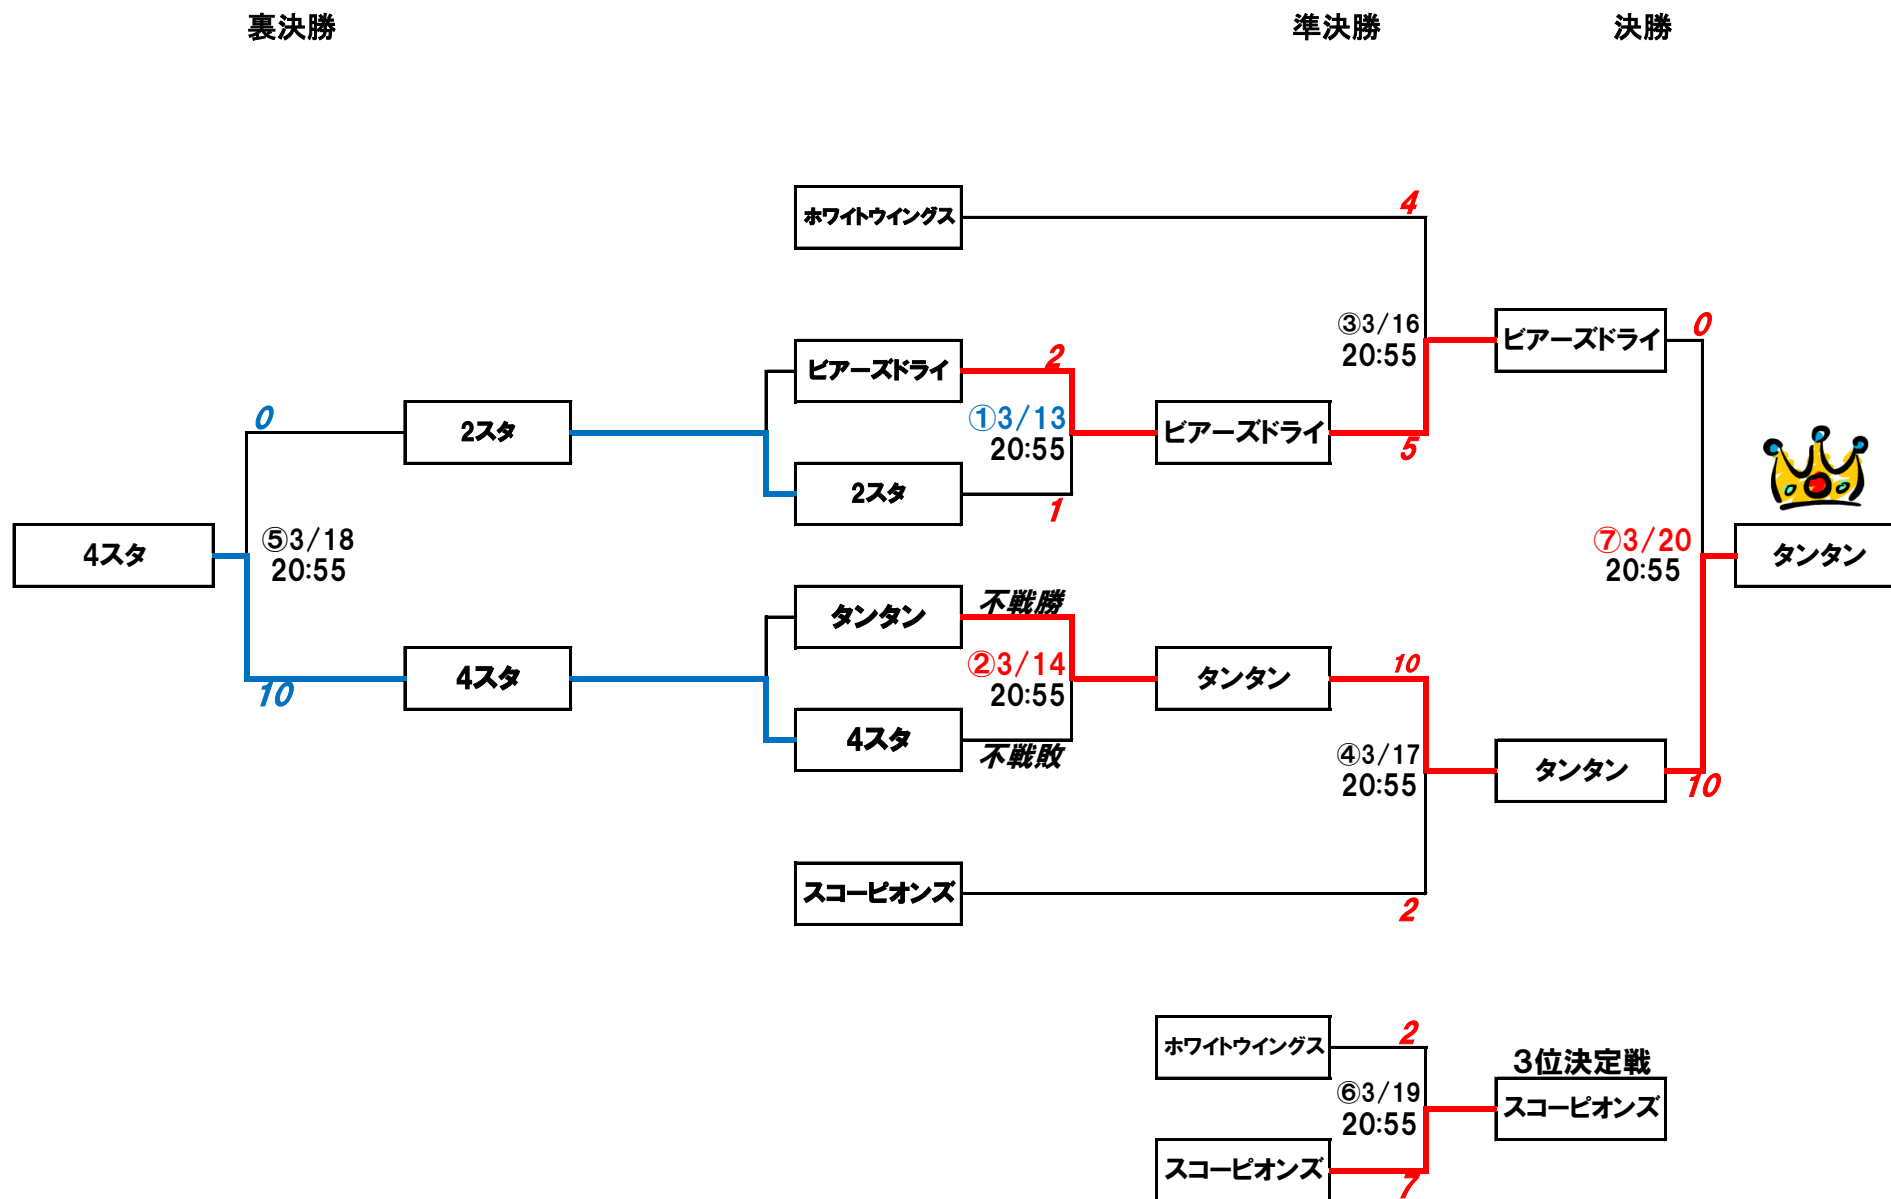 裏決勝
準決勝
決勝
ホワイトウイングス
4
③3/16
20:55
ビアーズドライ
0
ビアーズドライ
2
①3/13
20:55
ビアーズドライ
5
0
2スタ
2スタ
1
4スタ
⑤3/18
20:55
⑦3/20
20:55
タンタン
タンタン
不戦勝
②3/14
20:55
タンタン
10
4スタ
10
4スタ
不戦敗
④3/17
20:55
タンタン
10
スコーピオンズ
2
ホワイトウイングス
2
3位決定戦
⑥3/19
20:55
スコーピオンズ
スコーピオンズ
7